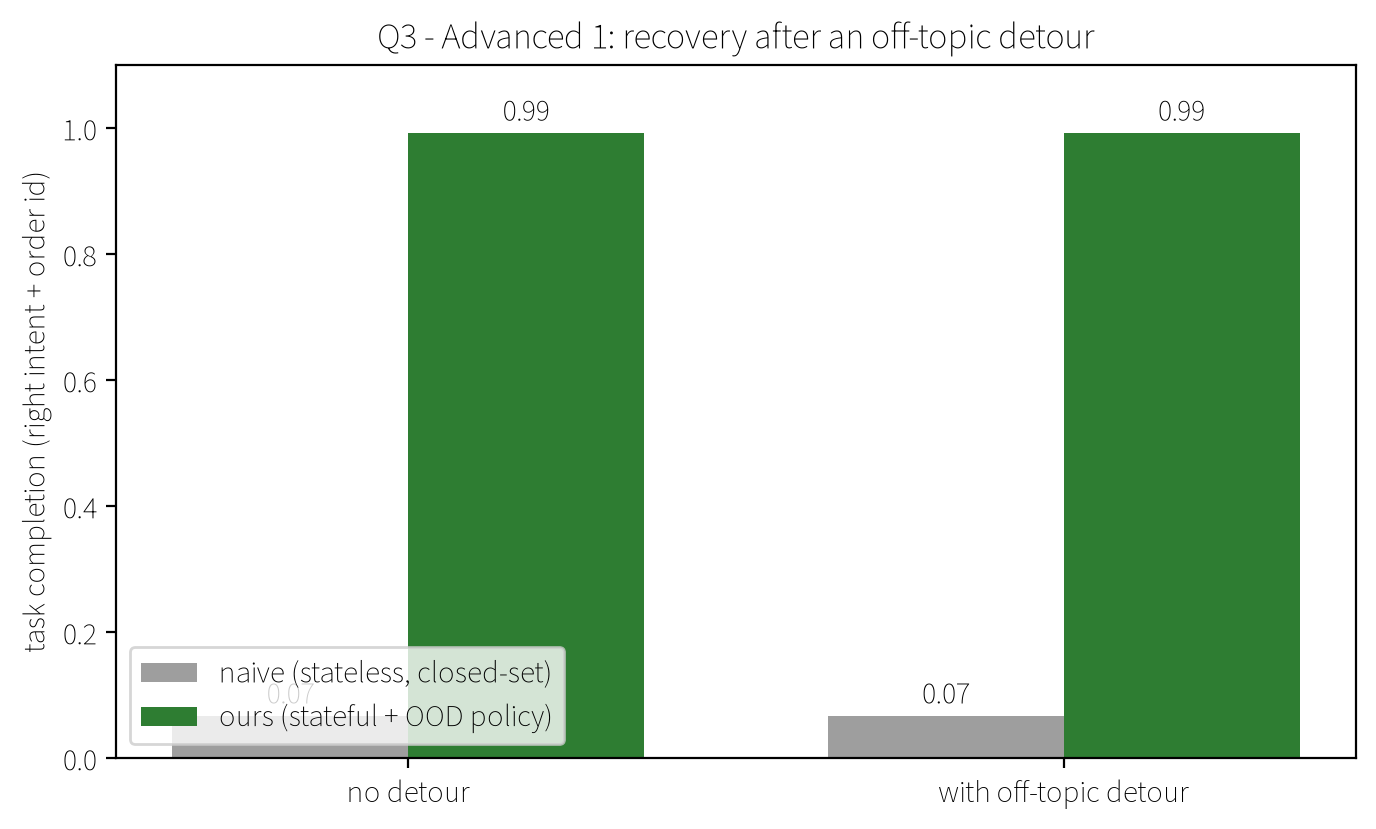 Q3 - Advanced 1: recovery after an off-topic detour
task completion (right intent + order id)
1.0
0.8
0.6
0.4
0.2
0.0
0.99
0.99
0.07
0.07
naive (stateless, closed-set)
ours (stateful + OOD policy)
no detour
with off-topic detour